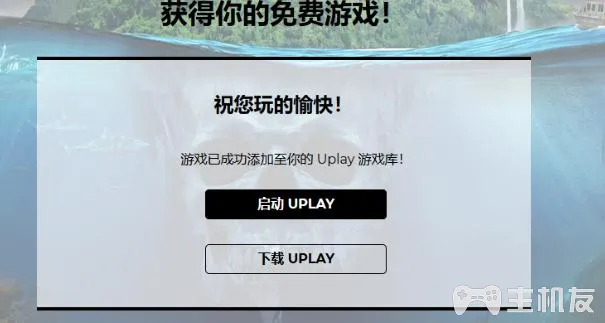 获得你的免费游戏！
祝您玩的愉快！
游戏已成功添加至你的 Uplay 游戏库！
启动 UPLAY
下载 UPLAY
主机友